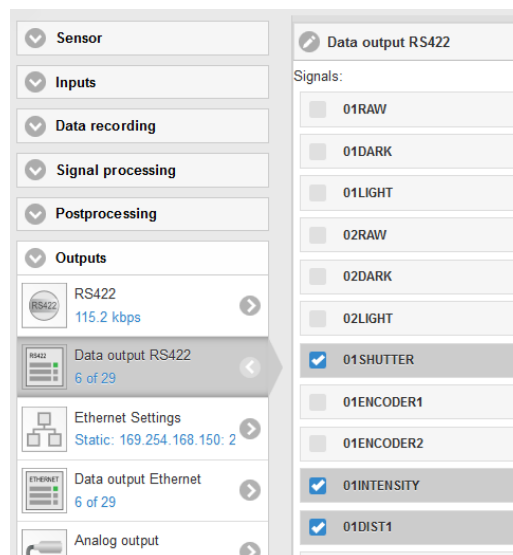 Sensor
Inputs
Data recording
Signal processing
Postprocessing
Outputs
RS422
RS422
115.2 kbps
RS422
Data output RS422
6 of 29
Ethernet Settings
Static: 169.254.168.150: 2
ETHERNET
Data output Ethernet
6 of 29
Analog output
Data output RS422
Signals:
01RAW
01DARK
01LIGHT
02RAW
02DARK
02LIGHT
01SHUTTER
01ENCODER1
01ENCODER2
01INTENSITY
01DIST1